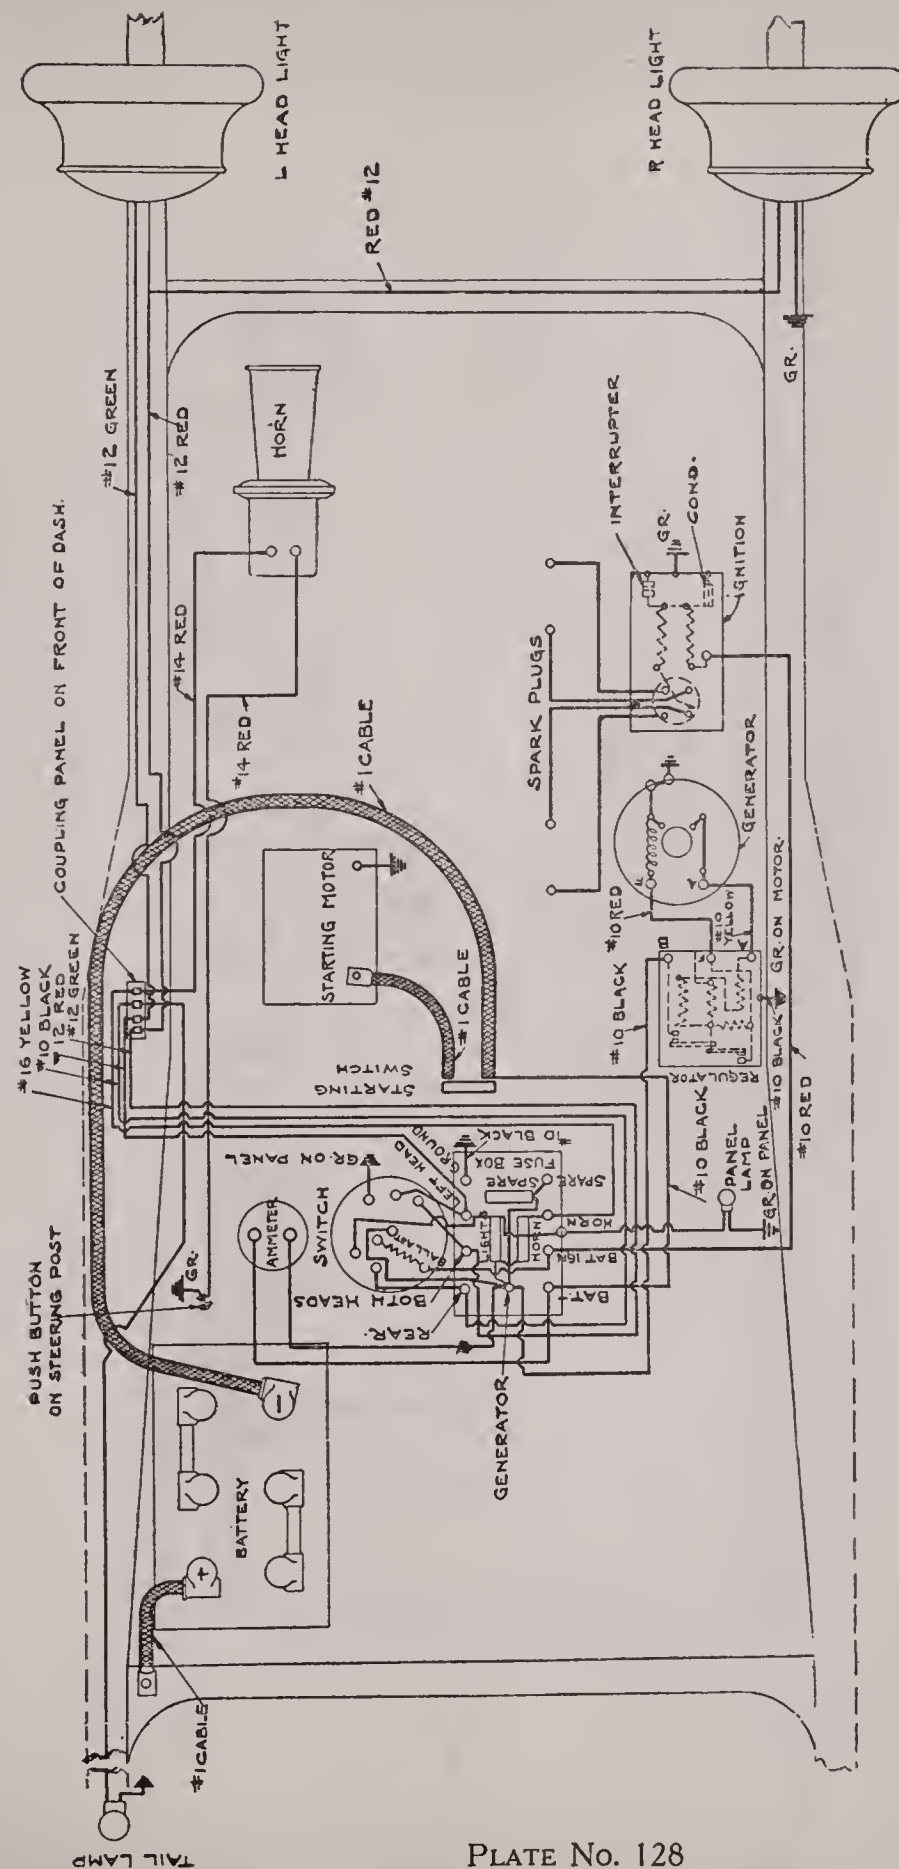 L HEAD LIGHT
R HEAD LIGHT
RED #12
#12 GREEN
#12 RED
HORN
GR.
COUPLING PANEL ON FRONT OF DASH.
#14 RED
#14 RED
#1 CABLE
INTERRUPTER
GR.
COND.
IGNITION
SPARK PLUGS
STARTING MOTOR
GENERATOR
#10 RED
#10 YELLOW
#16 YELLOW
#10 BLACK
#12 RED
#12 GREEN
#1 CABLE
STARTING
SWITCH
#10 BLACK
B
REGULATOR
#10 BLACK GR. ON MOTOR.
#10 RED
#10 BLACK
PANEL
LAMP
GR. ON PANEL
GR. ON PANEL
LEFT HEAD
GROUND
#10 BLACK
FUSE BOX
SPARE
SPARE
SWITCH
AMMETER
BALLAST
LIGHTS
HORN
HORN
BAT IGN
BAT.
BOTH HEADS
REAR.
GENERATOR
PUSH BUTTON
ON STEERING POST
GR.
BATTERY
-
+
#1 CABLE
TAIL LAMP
PLATE NO. 128